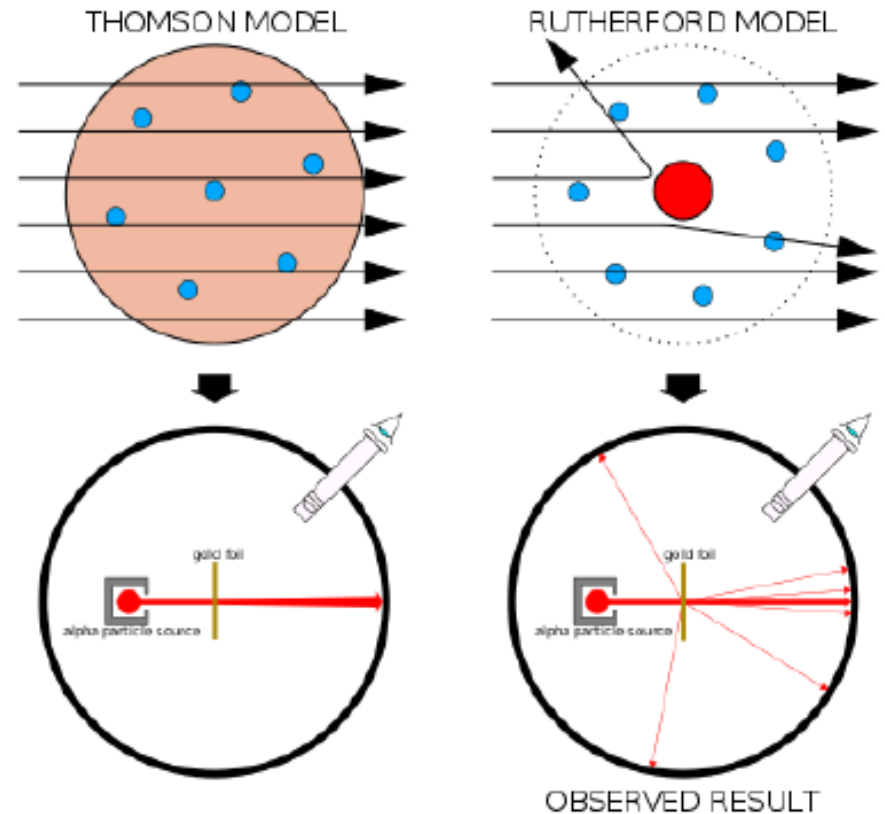 THOMSON MODEL
RUTHERFORD MODEL
gold foil
alpha particle source
gold foil
alpha particle source
OBSERVED RESULT